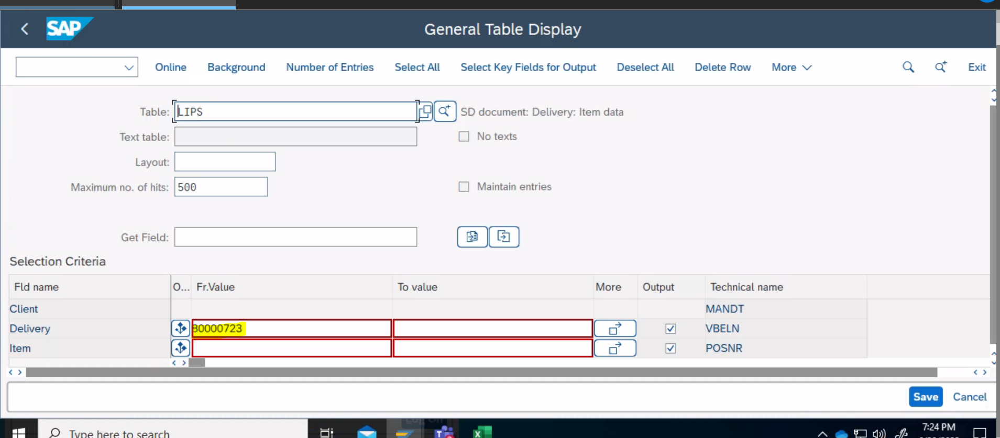 SAP
General Table Display
Online Background Number of Entries Select All Select Key Fields for Output Deselect All Delete Row More Exit
Table: LIPS SD document: Delivery: Item data
Text table: No texts
Layout:
Maximum no. of hits: 500 Maintain entries
Get Field:
Selection Criteria
Fld name O... Fr.Value To value More Output Technical name
Client MANDT
Delivery 80000723 VBELN
Item POSNR
Save Cancel
Type here to search
7:24 PM